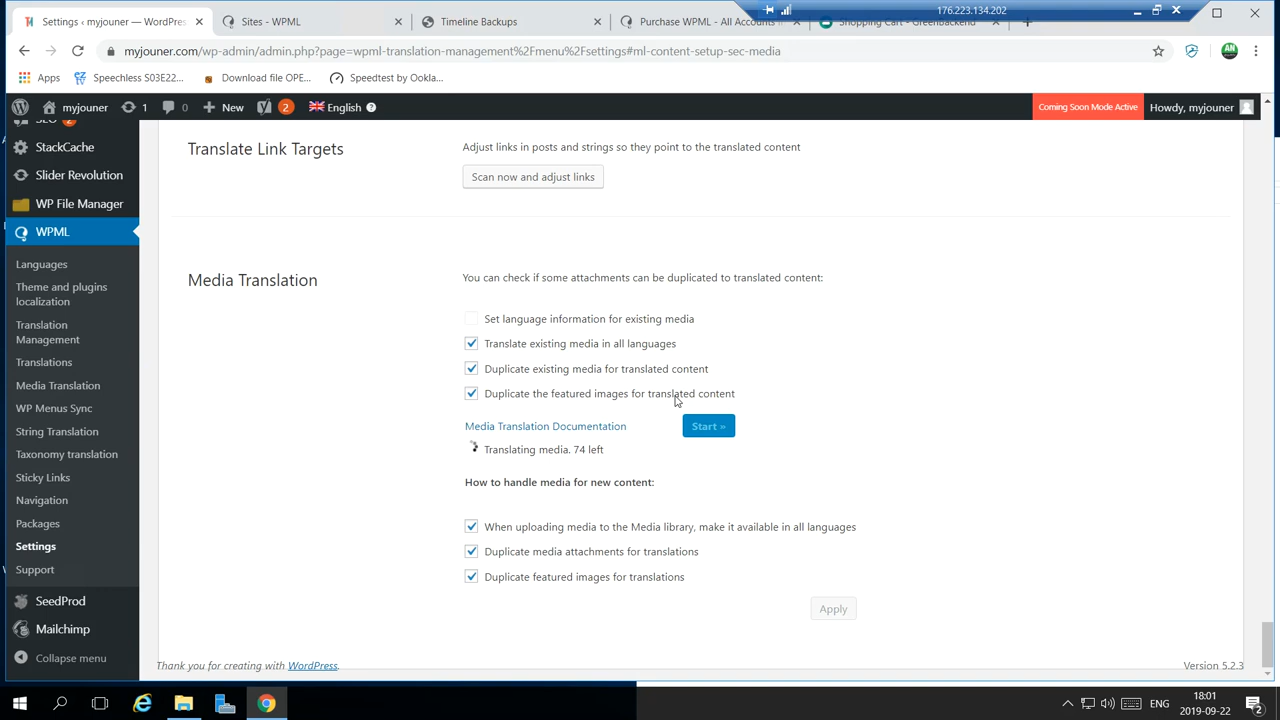 Settings ‹ myjouner — WordPres
Sites - WPML
Timeline Backups
Purchase WPML - All Accounts
Shopping Cart - GreenBackend
176.223.134.202
myjouner.com/wp-admin/admin.php?page=wpml-translation-management%2Fmenu%2Fsettings#ml-content-setup-sec-media
AN
Apps
Speechless S03E22...
Download file OPE...
Speedtest by Ookla...
myjouner
1
0
New
2
English
Coming Soon Mode Active
Howdy, myjouner
SEO 2
StackCache
Slider Revolution
WP File Manager
WPML
Languages
Theme and plugins
localization
Translation
Management
Translations
Media Translation
WP Menus Sync
String Translation
Taxonomy translation
Sticky Links
Navigation
Packages
Settings
Support
SeedProd
Mailchimp
Collapse menu
Translate Link Targets
Adjust links in posts and strings so they point to the translated content
Scan now and adjust links
Media Translation
You can check if some attachments can be duplicated to translated content:
Set language information for existing media
Translate existing media in all languages
Duplicate existing media for translated content
Duplicate the featured images for translated content
Media Translation Documentation
Start »
Translating media. 74 left
How to handle media for new content:
When uploading media to the Media library, make it available in all languages
Duplicate media attachments for translations
Duplicate featured images for translations
Apply
Thank you for creating with WordPress.
Version 5.2.3
ENG
18:01
2019-09-22
2